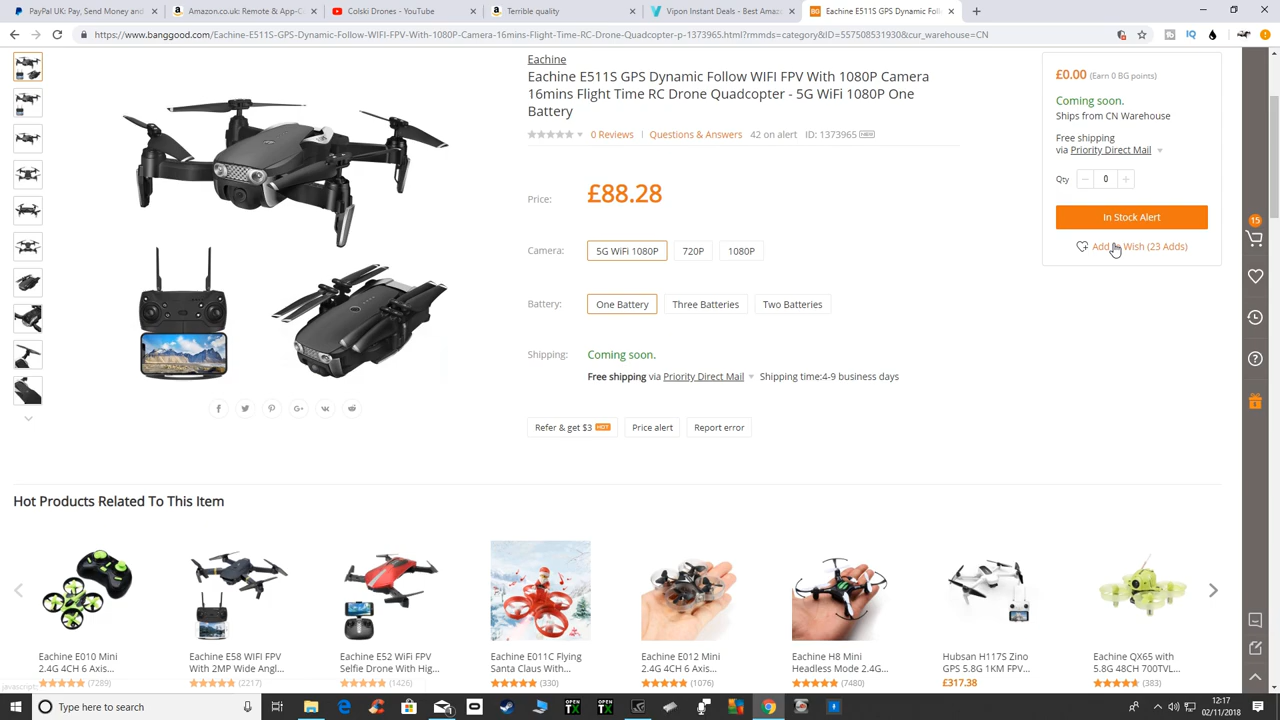 PayPal UK: Pay, Send Money and
Amazon.co.uk: Remote & App-C
Colski Drones - YouTube
Terrible quality
Vipon Instant Deals - Best Amaz
BG Eachine E511S GPS Dynamic Foll
https://www.banggood.com/Eachine-E511S-GPS-Dynamic-Follow-WIFI-FPV-With-1080P-Camera-16mins-Flight-Time-RC-Drone-Quadcopter-p-1373965.html?rmmds=category&ID=557508531930&cur_warehouse=CN
IQ
Eachine
Eachine E511S GPS Dynamic Follow WIFI FPV With 1080P Camera
16mins Flight Time RC Drone Quadcopter - 5G WiFi 1080P One
Battery
0 Reviews | Questions & Answers 42 on alert ID: 1373965 NEW
Price: £88.28
Camera: 5G WiFi 1080P 720P 1080P
Battery: One Battery Three Batteries Two Batteries
Shipping: Coming soon.
Free shipping via Priority Direct Mail Shipping time:4-9 business days
Refer & get $3 HOT Price alert Report error
£0.00 (Earn 0 BG points)
Coming soon.
Ships from CN Warehouse
Free shipping
via Priority Direct Mail
Qty 0
In Stock Alert
Add Wish (23 Adds)
15
Hot Products Related To This Item
Eachine E010 Mini
2.4G 4CH 6 Axis...
(7289)
Eachine E58 WIFI FPV
With 2MP Wide Angl...
(2217)
Eachine E52 WiFi FPV
Selfie Drone With Hig...
(1426)
Eachine E011C Flying
Santa Claus With...
(330)
Eachine E012 Mini
2.4G 4CH 6 Axis...
(1076)
Eachine H8 Mini
Headless Mode 2.4G...
(7480)
Hubsan H117S Zino
GPS 5.8G 1KM FPV...
£317.38
Eachine QX65 with
5.8G 48CH 700TVL...
(383)
javascript:
Type here to search
OPEN TX
OPEN TX
12:17
02/11/2018